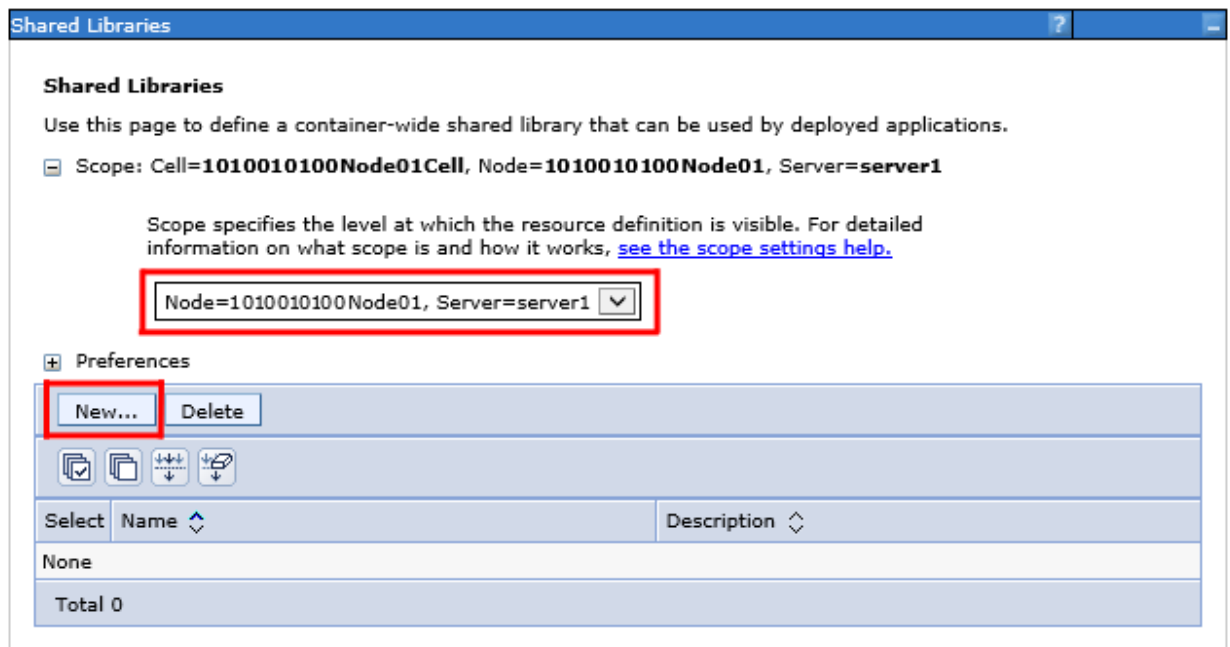 Shared Libraries ?
Shared Libraries
Use this page to define a container-wide shared library that can be used by deployed applications.
Scope: Cell=1010010100Node01Cell, Node=1010010100Node01, Server=server1
Scope specifies the level at which the resource definition is visible. For detailed
information on what scope is and how it works, see the scope settings help.
Node=1010010100Node01, Server=server1
Preferences
New... Delete
Select Name Description
None
Total 0